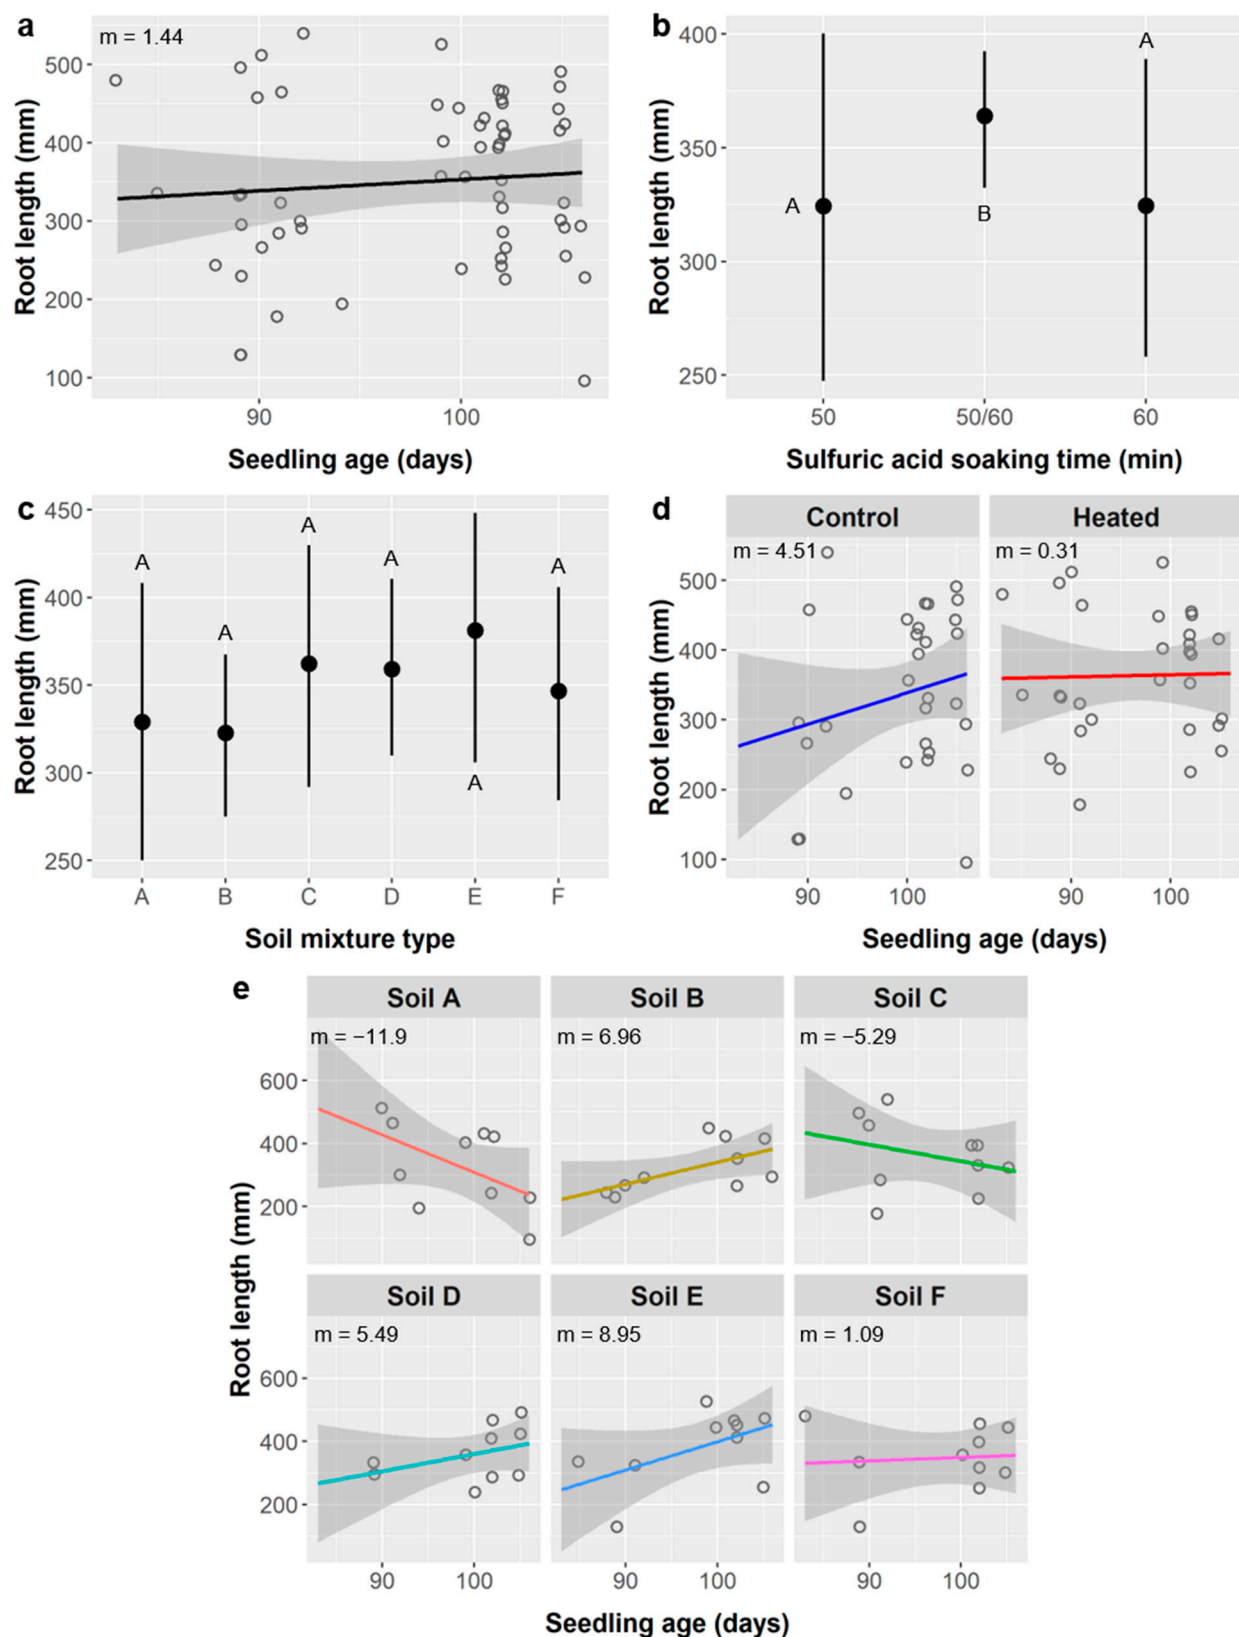 a
m = 1.44
500
400
300
200
100
Root length (mm)
90
100
Seedling age (days)
b
400
350
300
250
Root length (mm)
A
B
A
50
50/60
60
Sulfuric acid soaking time (min)
c
450
400
350
300
250
Root length (mm)
A
A
A
A
A
A
A
B
C
D
E
F
Soil mixture type
d
Control
Heated
m = 4.51
m = 0.31
500
400
300
200
100
Root length (mm)
90
100
90
100
Seedling age (days)
e
Soil A
Soil B
Soil C
m = −11.9
m = 6.96
m = −5.29
600
400
200
Soil D
Soil E
Soil F
m = 5.49
m = 8.95
m = 1.09
600
400
200
Root length (mm)
90
100
90
100
90
100
Seedling age (days)